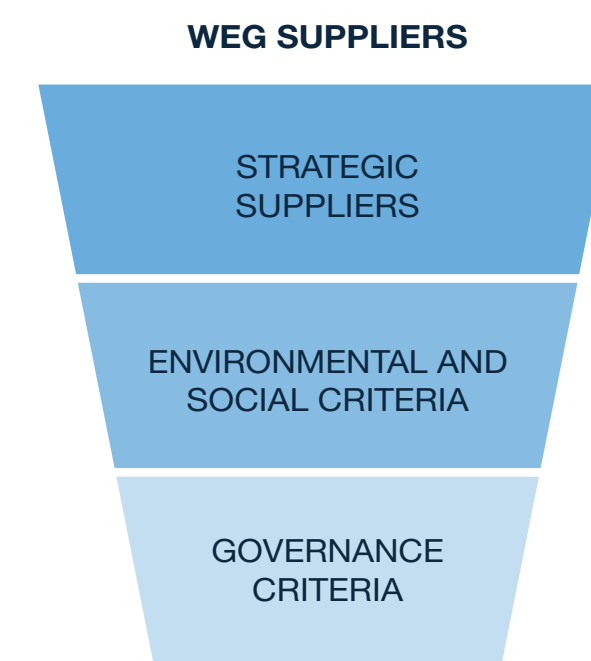 WEG SUPPLIERS
STRATEGIC
SUPPLIERS
ENVIRONMENTAL AND
SOCIAL CRITERIA
GOVERNANCE
CRITERIA